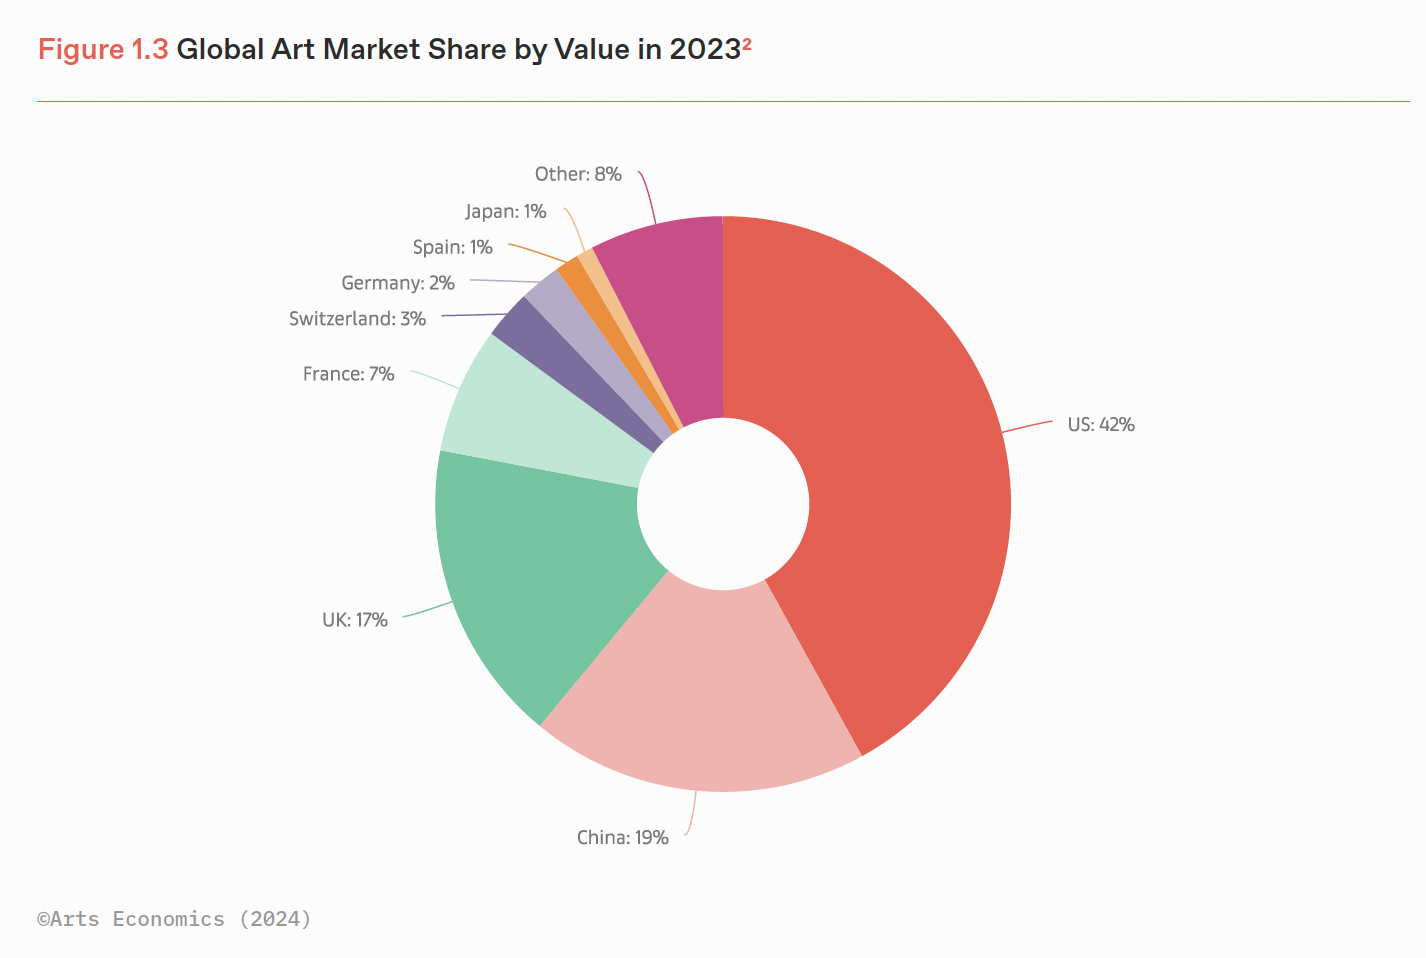 Figure 1.3 Global Art Market Share by Value in 2023²
Other: 8%
Japan: 1%
Spain: 1%
Germany: 2%
Switzerland: 3%
France: 7%
US: 42%
UK: 17%
China: 19%
©Arts Economics (2024)